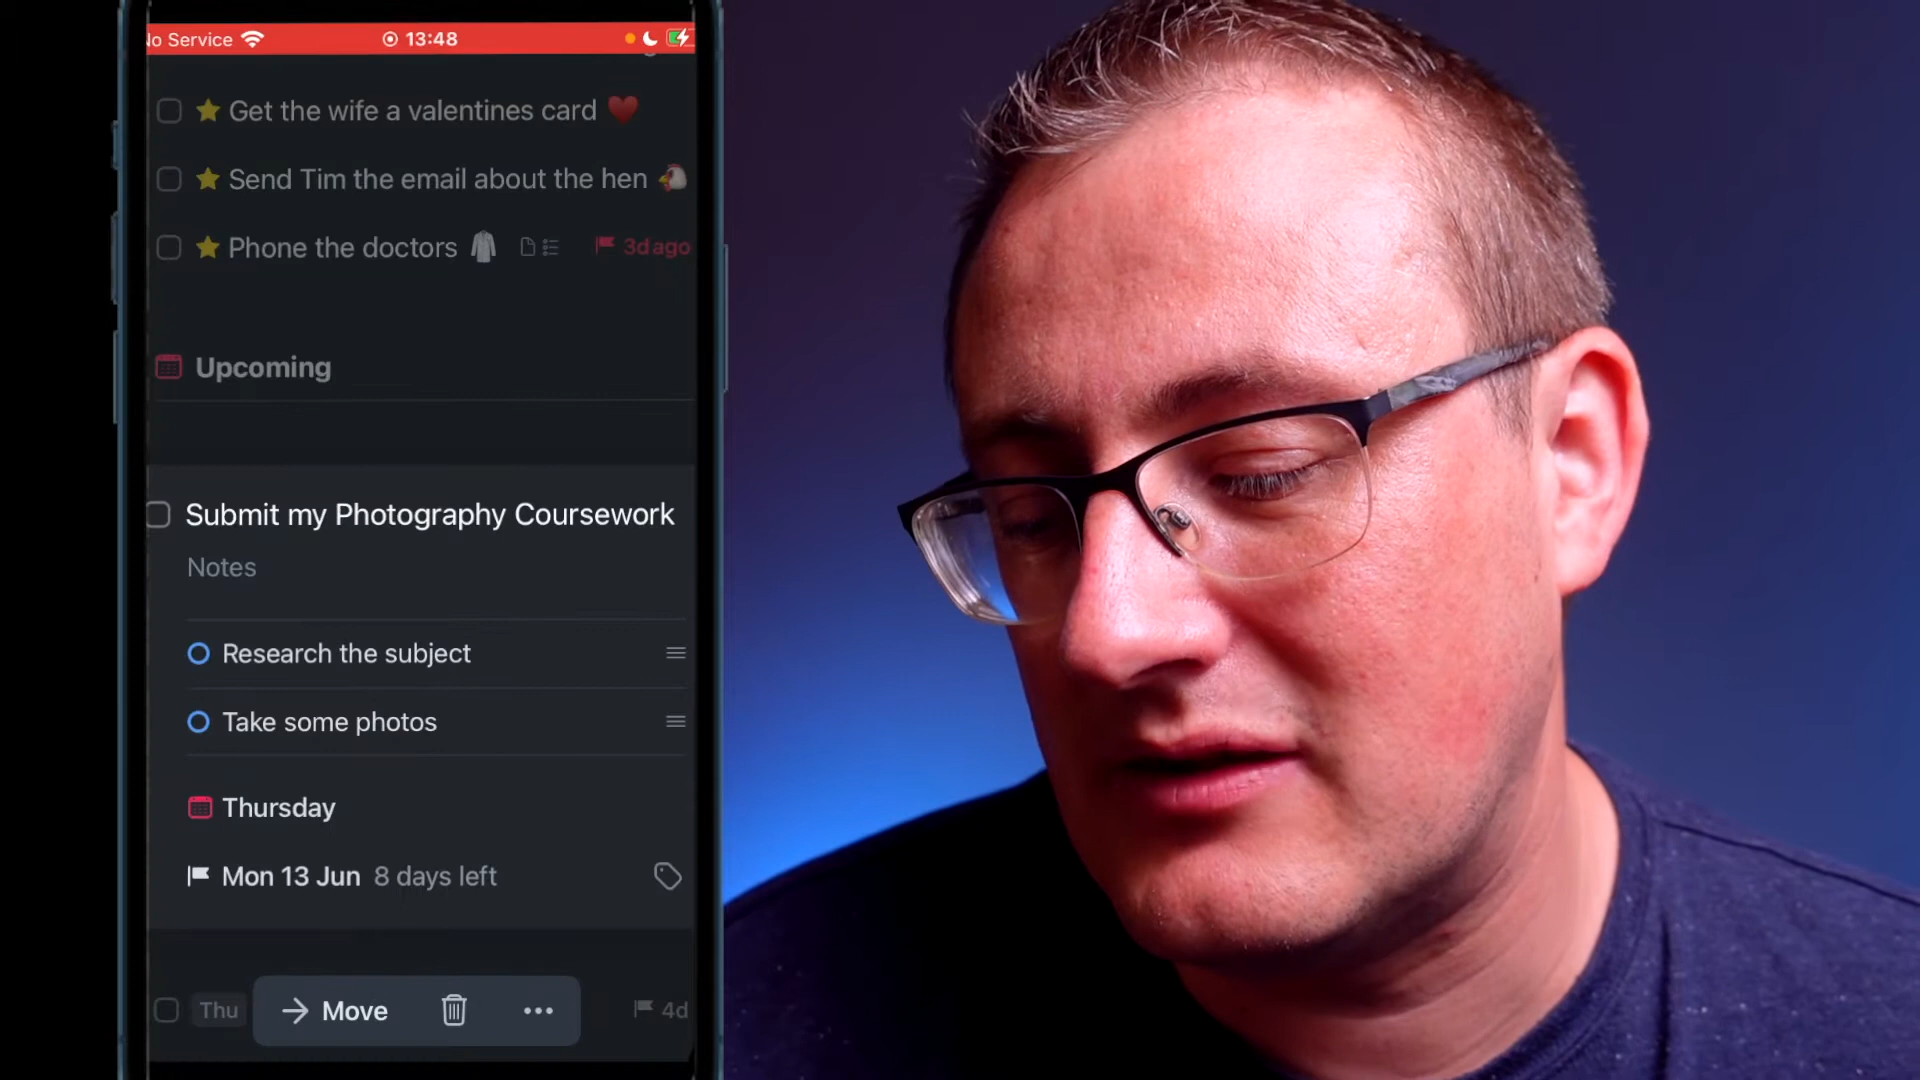 No Service 13:48
Get the wife a valentines card
Send Tim the email about the hen
Phone the doctors 3d ago
Upcoming
Submit my Photography Coursework
Notes
Research the subject
Take some photos
Thursday
Mon 13 Jun 8 days left
Thu Move 4d